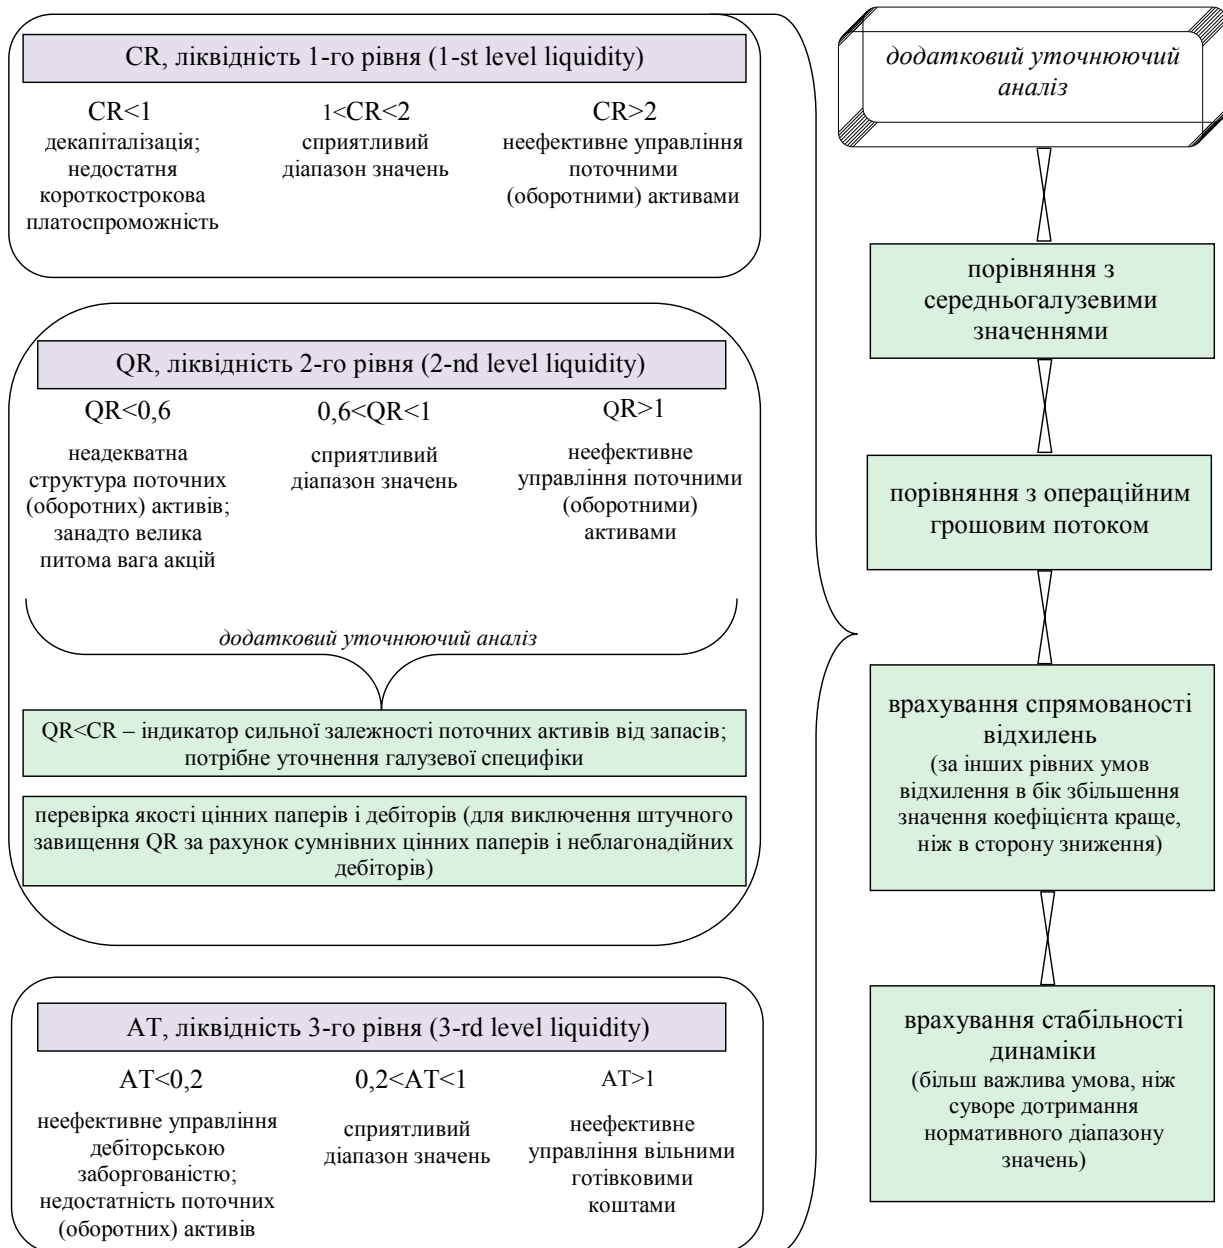 CR, ліквідність 1-го рівня (1-st level liquidity)
CR<1
декапіталізація;
недостатня
короткострокова
платоспроможність
1<CR<2
сприятливий
діапазон значень
CR>2
неефективне управління
поточними
(оборотними) активами
QR, ліквідність 2-го рівня (2-nd level liquidity)
QR<0,6
неадекватна
структура поточних
(оборотних) активів;
занадто велика
питома вага акцій
0,6<QR<1
сприятливий
діапазон значень
QR>1
неефективне
управління поточними
(оборотними)
активами
додатковий уточнюючий аналіз
QR<CR – індикатор сильної залежності поточних активів від запасів;
потрібне уточнення галузевої специфіки
перевірка якості цінних паперів і дебіторів (для виключення штучного
завищення QR за рахунок сумнівних цінних паперів і неблагонадійних
дебіторів)
AT, ліквідність 3-го рівня (3-rd level liquidity)
AT<0,2
неефективне управління
дебіторською
заборгованістю;
недостатність поточних
(оборотних) активів
0,2<AT<1
сприятливий
діапазон значень
AT>1
неефективне
управління вільними
готівковими
коштами
додатковий уточнюючий
аналіз
порівняння з
середньогалузевими
значеннями
порівняння з операційним
грошовим потоком
врахування спрямованості
відхилень
(за інших рівних умов
відхилення в бік збільшення
значення коефіцієнта краще,
ніж в сторону зниження)
врахування стабільності
динаміки
(більш важлива умова, ніж
суворе дотримання
нормативного діапазону
значень)